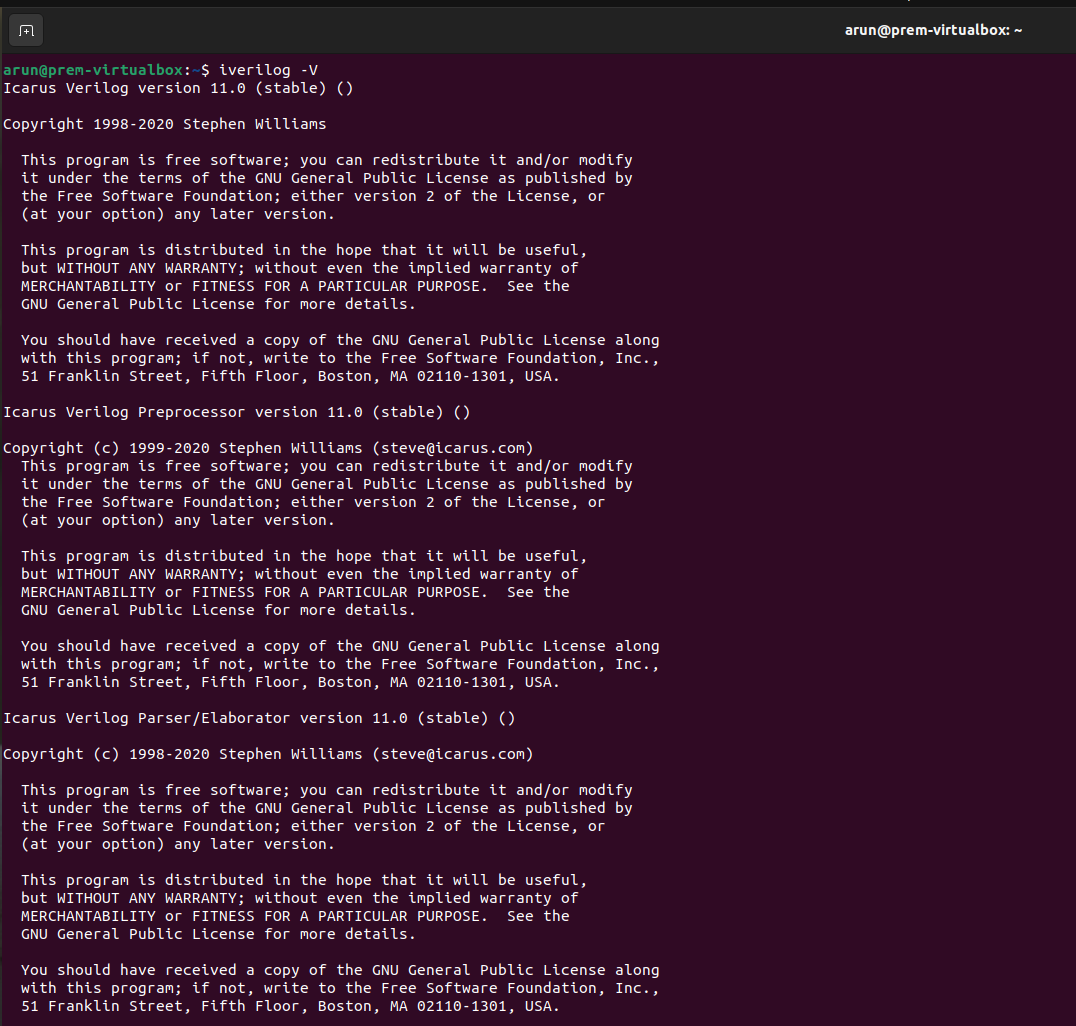 arun@prem-virtualbox: ~
arun@prem-virtualbox:~$ iverilog -V
Icarus Verilog version 11.0 (stable) ()
Copyright 1998-2020 Stephen Williams
This program is free software; you can redistribute it and/or modify
it under the terms of the GNU General Public License as published by
the Free Software Foundation; either version 2 of the License, or
(at your option) any later version.
This program is distributed in the hope that it will be useful,
but WITHOUT ANY WARRANTY; without even the implied warranty of
MERCHANTABILITY or FITNESS FOR A PARTICULAR PURPOSE.  See the
GNU General Public License for more details.
You should have received a copy of the GNU General Public License along
with this program; if not, write to the Free Software Foundation, Inc.,
51 Franklin Street, Fifth Floor, Boston, MA 02110-1301, USA.
Icarus Verilog Preprocessor version 11.0 (stable) ()
Copyright (c) 1999-2020 Stephen Williams (steve@icarus.com)
This program is free software; you can redistribute it and/or modify
it under the terms of the GNU General Public License as published by
the Free Software Foundation; either version 2 of the License, or
(at your option) any later version.
This program is distributed in the hope that it will be useful,
but WITHOUT ANY WARRANTY; without even the implied warranty of
MERCHANTABILITY or FITNESS FOR A PARTICULAR PURPOSE.  See the
GNU General Public License for more details.
You should have received a copy of the GNU General Public License along
with this program; if not, write to the Free Software Foundation, Inc.,
51 Franklin Street, Fifth Floor, Boston, MA 02110-1301, USA.
Icarus Verilog Parser/Elaborator version 11.0 (stable) ()
Copyright (c) 1998-2020 Stephen Williams (steve@icarus.com)
This program is free software; you can redistribute it and/or modify
it under the terms of the GNU General Public License as published by
the Free Software Foundation; either version 2 of the License, or
(at your option) any later version.
This program is distributed in the hope that it will be useful,
but WITHOUT ANY WARRANTY; without even the implied warranty of
MERCHANTABILITY or FITNESS FOR A PARTICULAR PURPOSE.  See the
GNU General Public License for more details.
You should have received a copy of the GNU General Public License along
with this program; if not, write to the Free Software Foundation, Inc.,
51 Franklin Street, Fifth Floor, Boston, MA 02110-1301, USA.